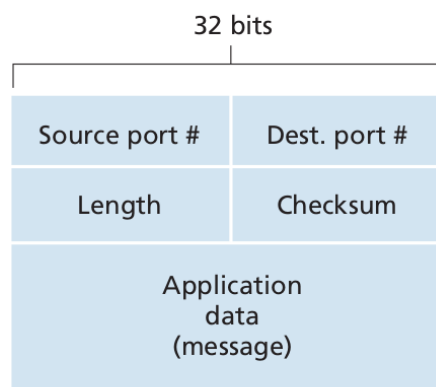 32 bits
Source port #
Dest. port #
Length
Checksum
Application
data
(message)